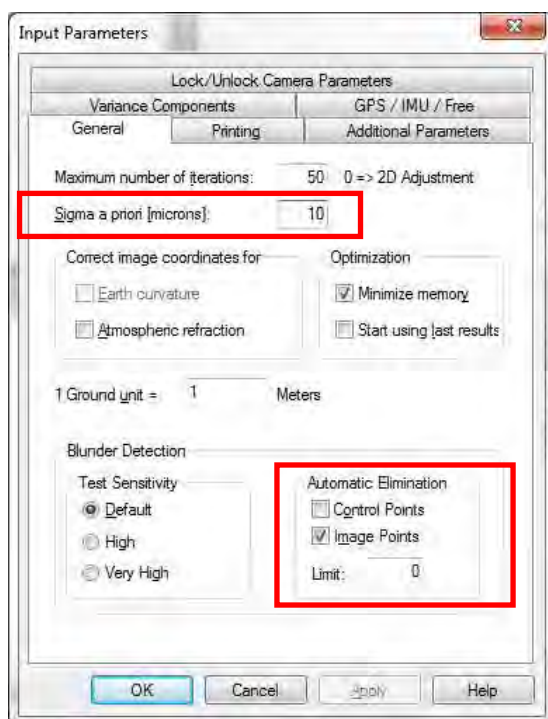 Input Parameters
Lock/Unlock Camera Parameters
Variance Components GPS / IMU / Free
General Printing Additional Parameters
Maximum number of iterations: 50 0 => 2D Adjustment
Sigma a priori [microns]: 10
Correct image coordinates for Optimization
Earth curvature Minimize memory
Atmospheric refraction Start using last results
1 Ground unit = 1 Meters
Blunder Detection
Test Sensitivity Automatic Elimination
Default Control Points
High Image Points
Very High Limit: 0
OK Cancel Apply Help